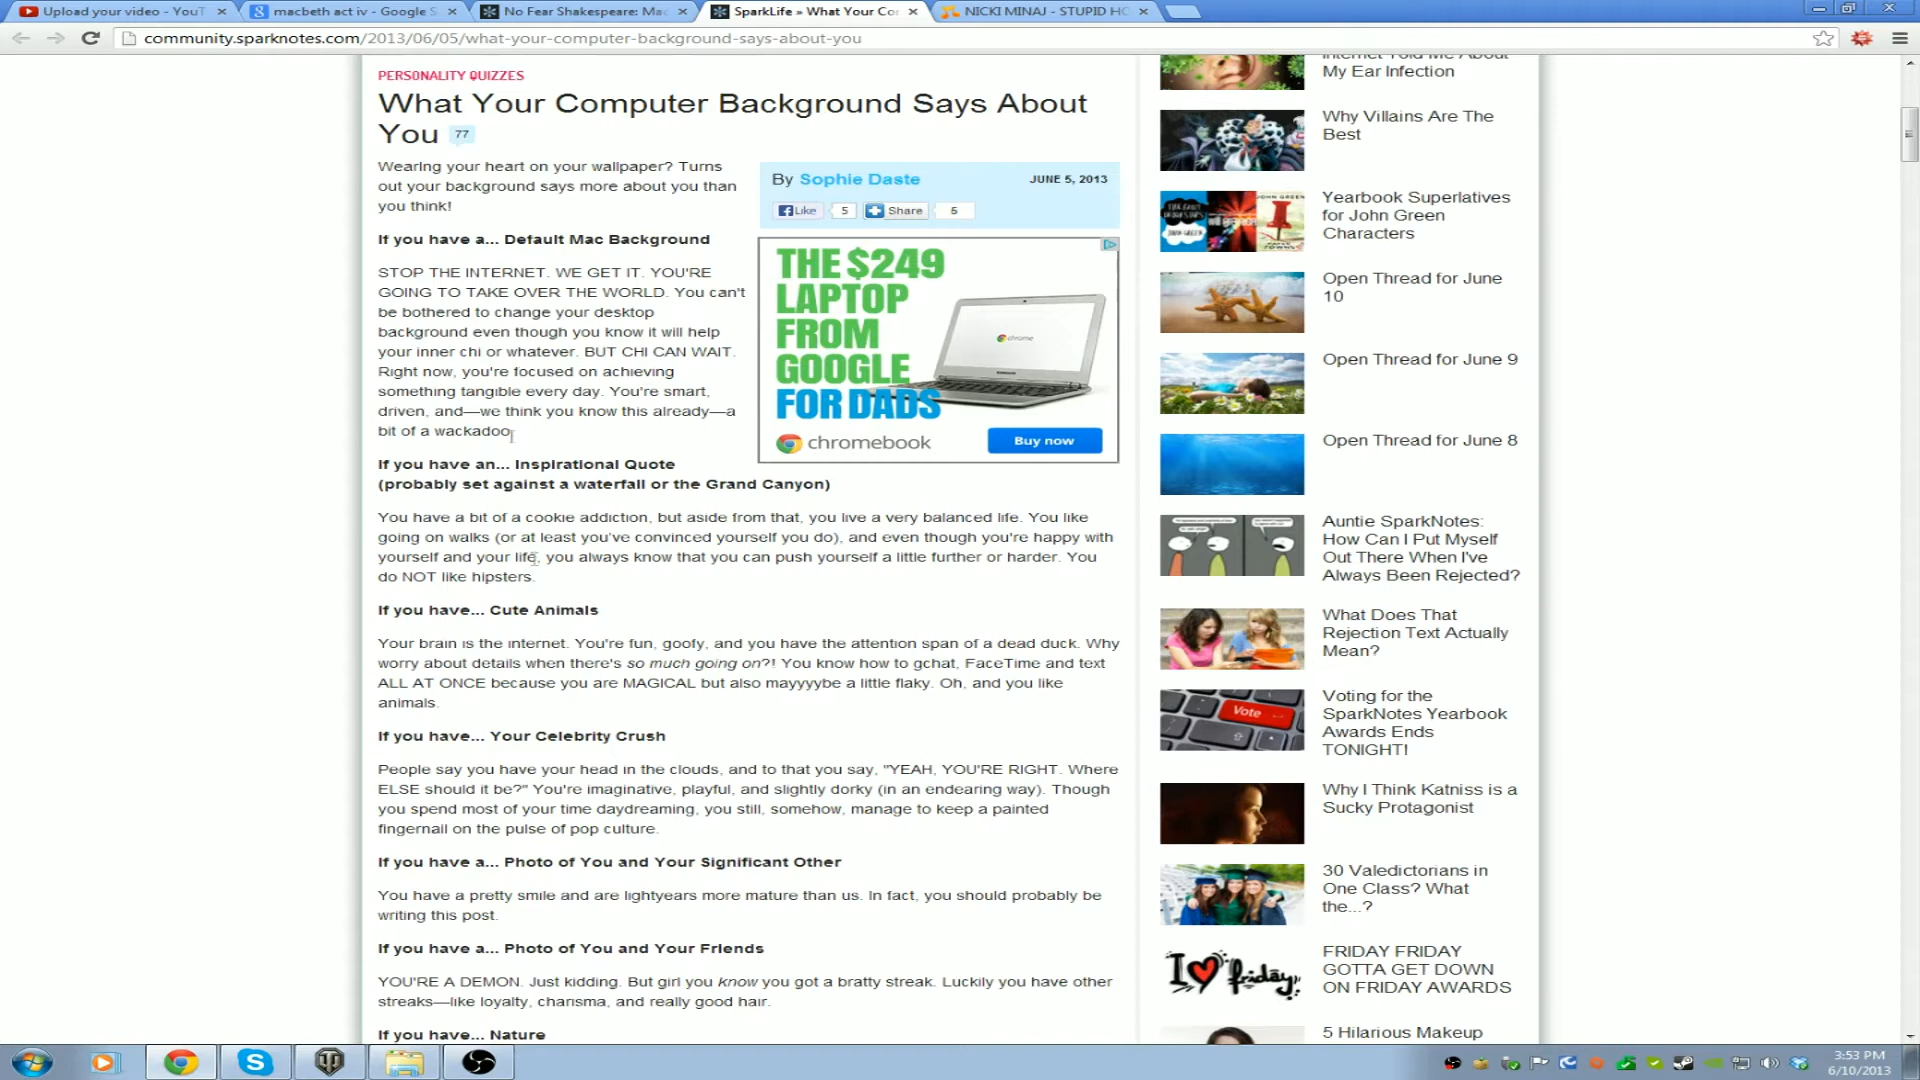 Upload your video - YouT
macbeth act iv - Google S
No Fear Shakespeare: Mac
SparkLife » What Your Co
NICKI MINAJ - STUPID HO
community.sparknotes.com/2013/06/05/what-your-computer-background-says-about-you
PERSONALITY QUIZZES
What Your Computer Background Says About
You 77
Wearing your heart on your wallpaper? Turns
out your background says more about you than
you think!
By Sophie Daste
JUNE 5, 2013
Like 5 Share 5
If you have a... Default Mac Background
STOP THE INTERNET. WE GET IT. YOU'RE
GOING TO TAKE OVER THE WORLD. You can't
be bothered to change your desktop
background even though you know it will help
your inner chi or whatever. BUT CHI CAN WAIT.
Right now, you're focused on achieving
something tangible every day. You're smart,
driven, and—we think you know this already—a
bit of a wackadoo.
THE $249
LAPTOP
FROM
GOOGLE
FOR DADS
chrome
chromebook
Buy now
If you have an... Inspirational Quote
(probably set against a waterfall or the Grand Canyon)
You have a bit of a cookie addiction, but aside from that, you live a very balanced life. You like
going on walks (or at least you've convinced yourself you do), and even though you're happy with
yourself and your life, you always know that you can push yourself a little further or harder. You
do NOT like hipsters.
If you have... Cute Animals
Your brain is the internet. You're fun, goofy, and you have the attention span of a dead duck. Why
worry about details when there's so much going on?! You know how to gchat, FaceTime and text
ALL AT ONCE because you are MAGICAL but also mayyyybe a little flaky. Oh, and you like
animals.
If you have... Your Celebrity Crush
People say you have your head in the clouds, and to that you say, "YEAH, YOU'RE RIGHT. Where
ELSE should it be?" You're imaginative, playful, and slightly dorky (in an endearing way). Though
you spend most of your time daydreaming, you still, somehow, manage to keep a painted
fingernail on the pulse of pop culture.
If you have a... Photo of You and Your Significant Other
You have a pretty smile and are lightyears more mature than us. In fact, you should probably be
writing this post.
If you have a... Photo of You and Your Friends
YOU'RE A DEMON. Just kidding. But girl you know you got a bratty streak. Luckily you have other
streaks—like loyalty, charisma, and really good hair.
If you have... Nature
Internet Told Me About
My Ear Infection
Why Villains Are The
Best
Yearbook Superlatives
for John Green
Characters
Open Thread for June
10
Open Thread for June 9
Open Thread for June 8
Auntie SparkNotes:
How Can I Put Myself
Out There When I've
Always Been Rejected?
What Does That
Rejection Text Actually
Mean?
Vote
Voting for the
SparkNotes Yearbook
Awards Ends
TONIGHT!
Why I Think Katniss is a
Sucky Protagonist
30 Valedictorians in
One Class? What
the...?
I friday
FRIDAY FRIDAY
GOTTA GET DOWN
ON FRIDAY AWARDS
5 Hilarious Makeup
3:53 PM
6/10/2013